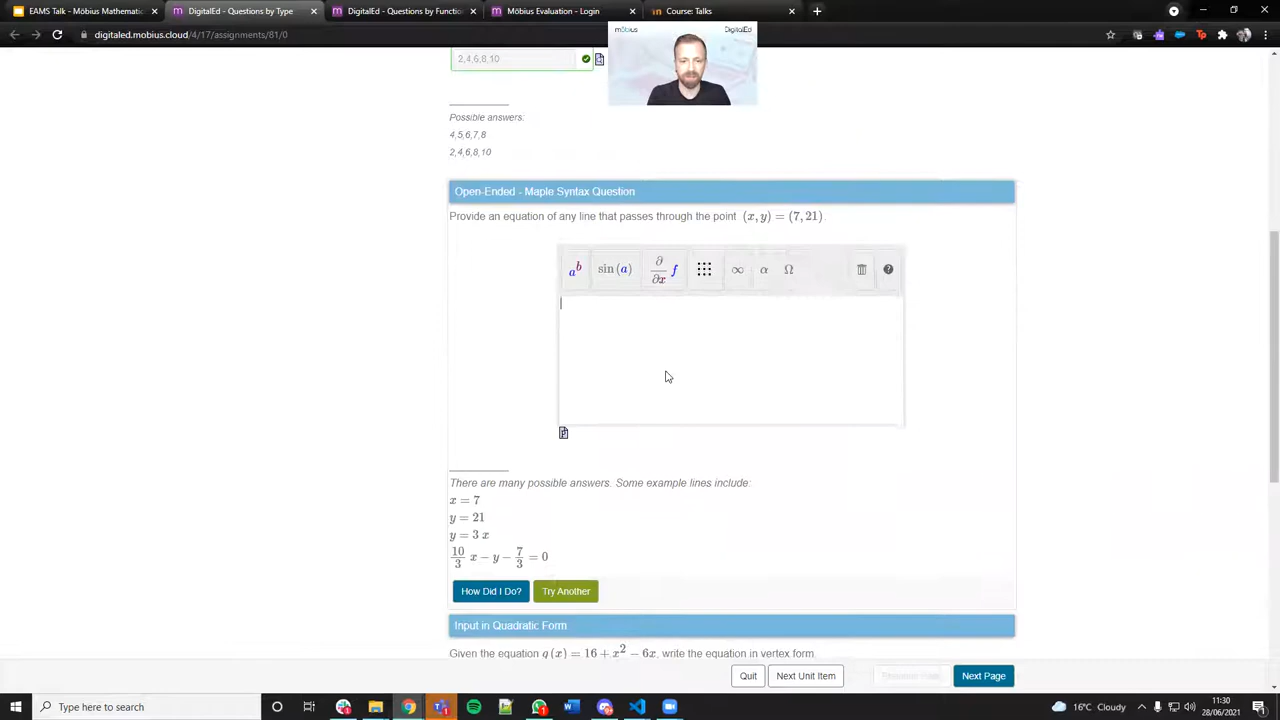 EAMS Talk - Möbius Mathematic
DigitalEd - Questions by Type
DigitalEd - Questions by Functio
Möbius Evaluation - Login
Course: Talks
digitaled.mobius.cloud/4/17/assignments/81/0
möbius
DigitalEd
2,4,6,8,10
Possible answers:
4,5,6,7,8
2,4,6,8,10
Open-Ended - Maple Syntax Question
Provide an equation of any line that passes through the point (x, y) = (7, 21).
a^b sin (a) ∂/∂x f ∞ α Ω
There are many possible answers. Some example lines include:
x = 7
y = 21
y = 3 x
10/3 x − y − 7/3 = 0
How Did I Do? Try Another
Input in Quadratic Form
Given the equation g (x) = 16 + x² − 6x, write the equation in vertex form.
Quit Next Unit Item Next Page
Type here to search
16°C Cloudy
11:30
28/06/2021